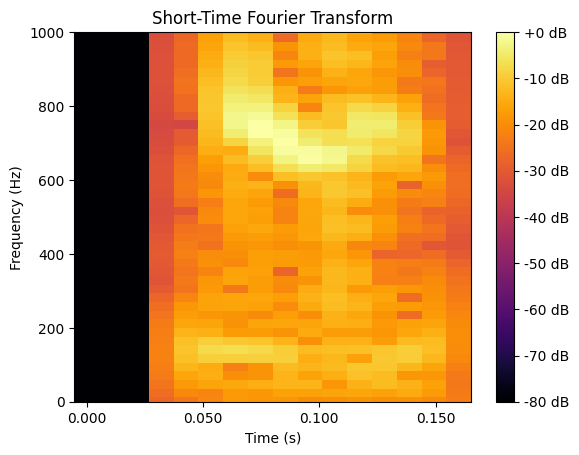 Short-Time Fourier Transform
1000
800
600
400
200
0
Frequency (Hz)
0.000
0.050
0.100
0.150
Time (s)
+0 dB
-10 dB
-20 dB
-30 dB
-40 dB
-50 dB
-60 dB
-70 dB
-80 dB